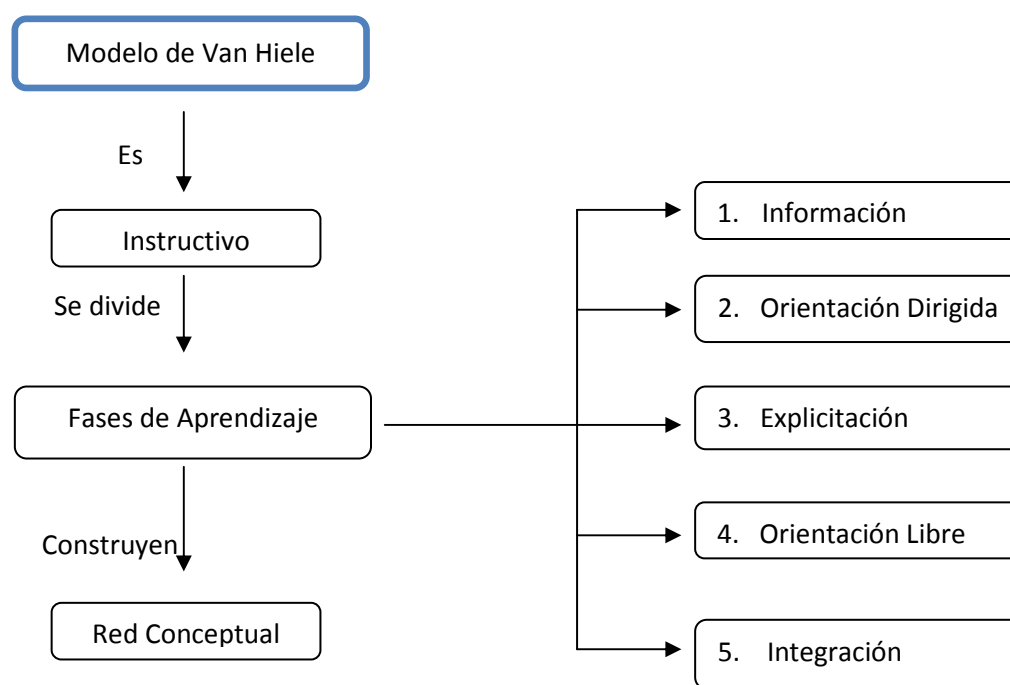 Modelo de Van Hiele
Es
Instructivo
Se divide
Fases de Aprendizaje
Construyen
Red Conceptual
1. Información
2. Orientación Dirigida
3. Explicitación
4. Orientación Libre
5. Integración